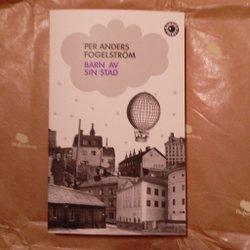 PER ANDERS
FOGELSTRÖM
BARN AV
SIN STAD